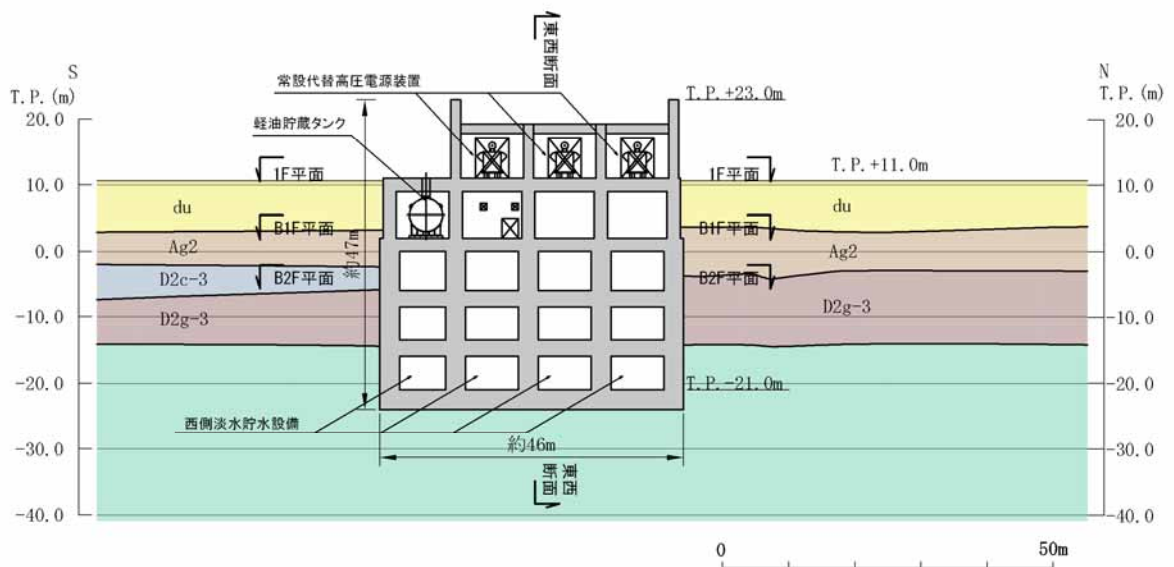 東西断面
S
T.P.(m)
20.0
10.0
0.0
-10.0
-20.0
-30.0
-40.0
N
T.P.(m)
20.0
10.0
0.0
-10.0
-20.0
-30.0
-40.0
常設代替高圧電源装置
軽油貯蔵タンク
T.P.+23.0m
T.P.+11.0m
1F平面
1F平面
du
du
B1F平面
B1F平面
Ag2
Ag2
約47m
D2c-3
B2F平面
B2F平面
D2g-3
D2g-3
T.P.-21.0m
西側淡水貯水設備
約46m
東西断面
0
50m